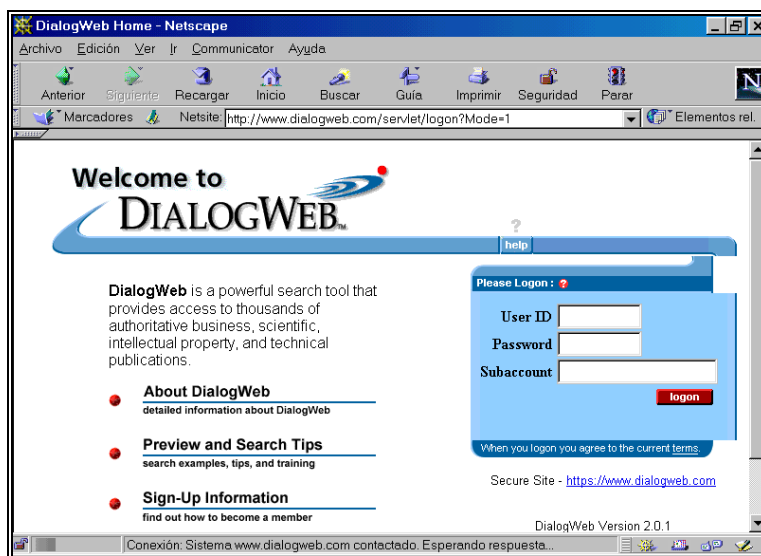 DialogWeb Home - Netscape
Archivo Edición Ver Ir Communicator Ayuda
Anterior Siguiente Recargar Inicio Buscar Guía Imprimir Seguridad Parar
N
Marcadores Netsite: http://www.dialogweb.com/servlet/logon?Mode=1 Elementos rel.
Welcome to
DIALOGWEB™
?
help
Please Logon : ?
User ID
Password
Subaccount
logon
When you logon you agree to the current terms.
Secure Site - https://www.dialogweb.com
DialogWeb Version 2.0.1
DialogWeb is a powerful search tool that
provides access to thousands of
authoritative business, scientific,
intellectual property, and technical
publications.
About DialogWeb
detailed information about DialogWeb
Preview and Search Tips
search examples, tips, and training
Sign-Up Information
find out how to become a member
Conexión: Sistema www.dialogweb.com contactado. Esperando respuesta...